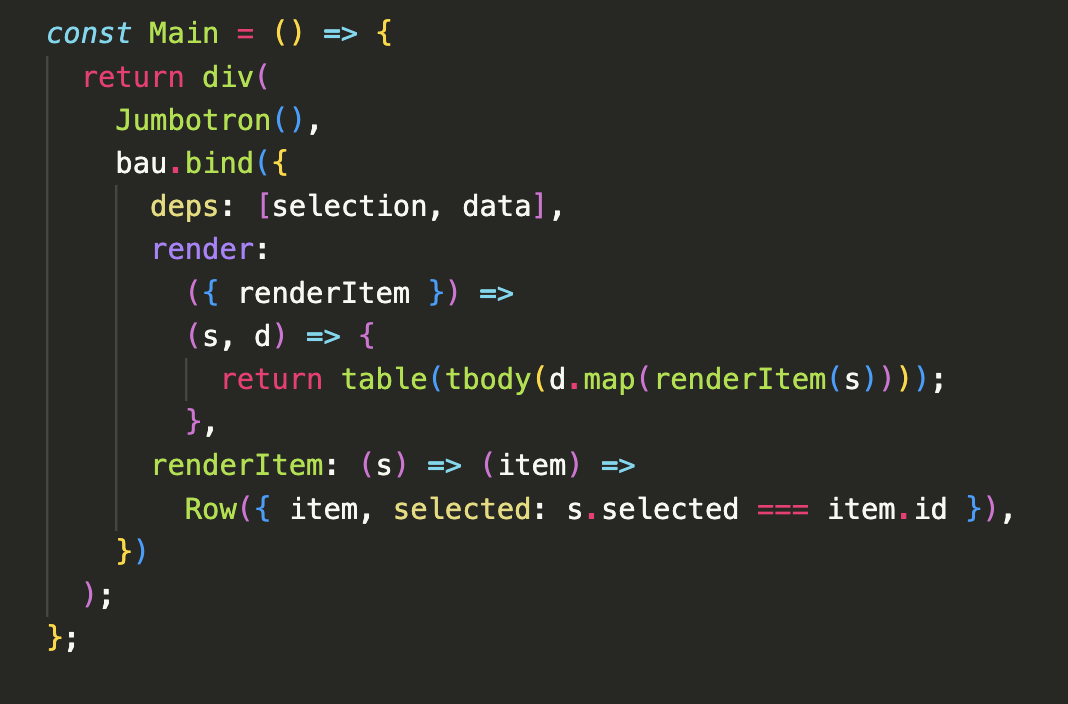 const Main = () => {
  return div(
    Jumbotron(),
    bau.bind({
      deps: [selection, data],
      render:
        ({ renderItem }) =>
        (s, d) => {
          return table(tbody(d.map(renderItem(s))));
        },
      renderItem: (s) => (item) =>
        Row({ item, selected: s.selected === item.id }),
    })
  );
};